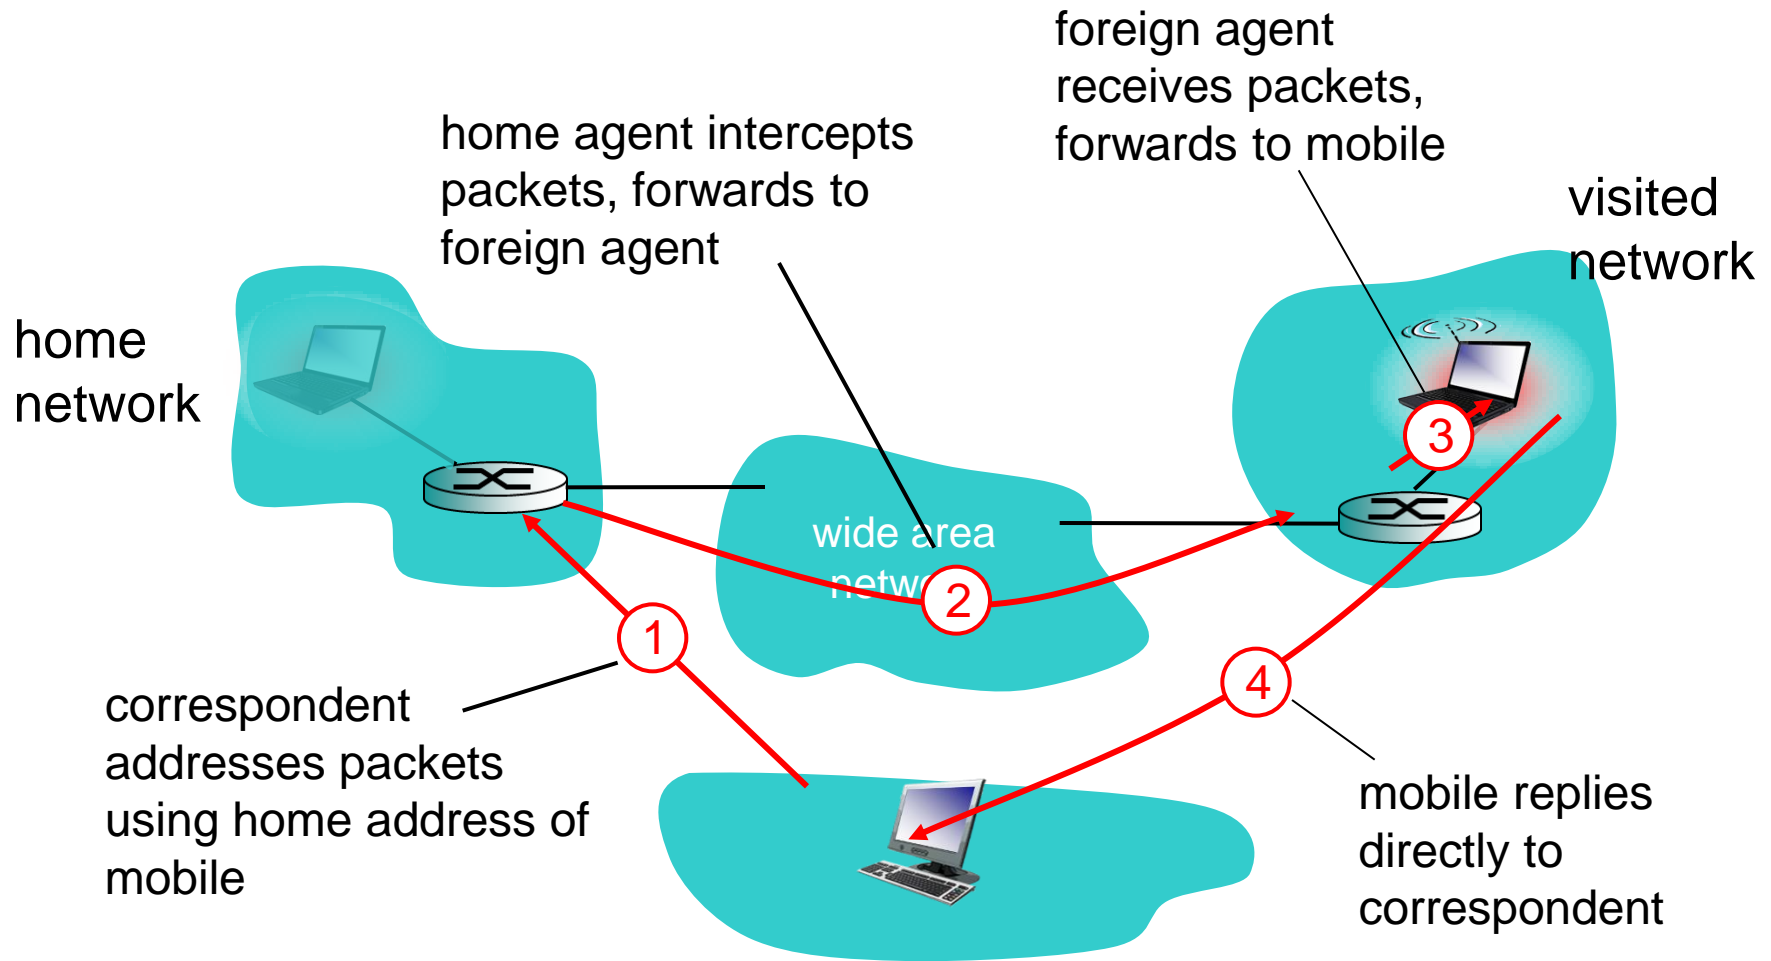 foreign agent
receives packets,
forwards to mobile
home agent intercepts
packets, forwards to
foreign agent
visited
network
home
network
3
wide area
2
1
4
correspondent
addresses packets
using home address of
mobile
mobile replies
directly to
correspondent